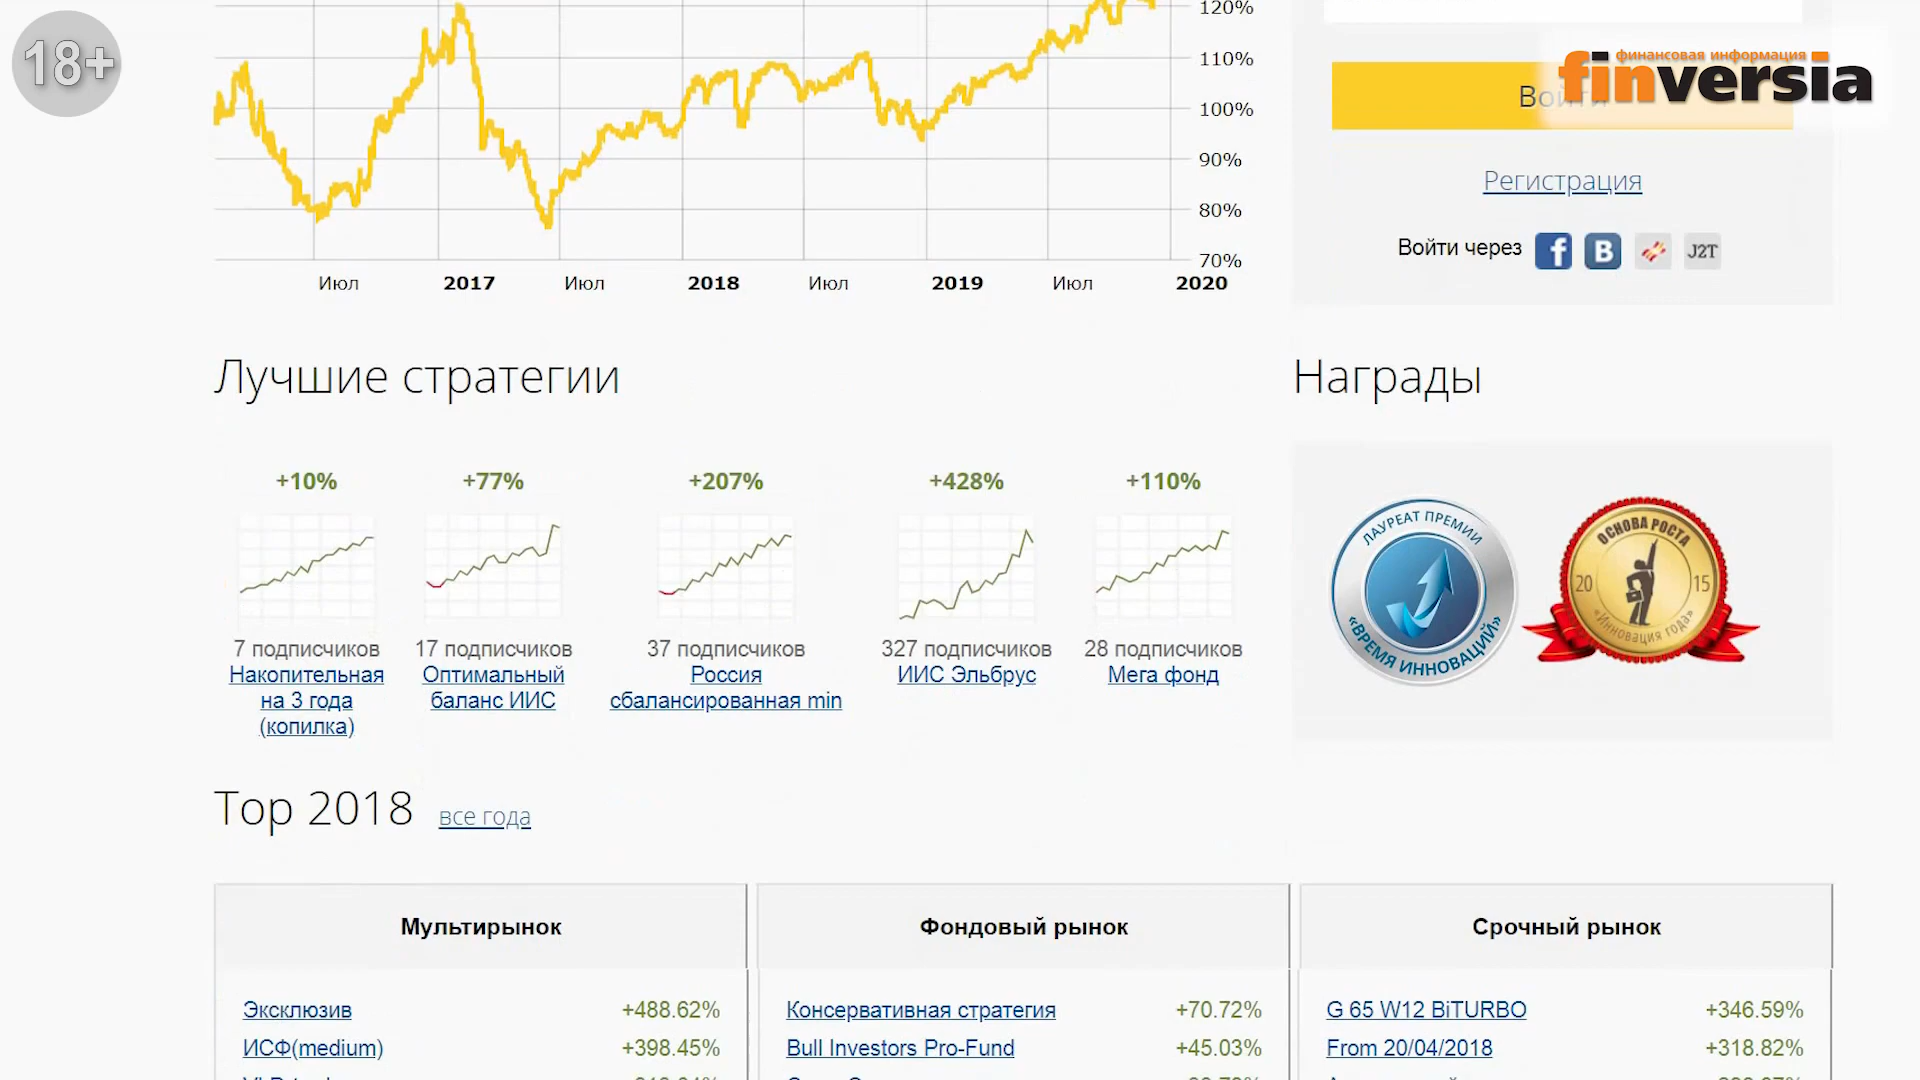 18+
120%
110%
100%
90%
80%
70%
Июл
2017
Июл
2018
Июл
2019
Июл
2020
финансовая информация
finversia
Войти
Регистрация
Войти через
J2T
Лучшие стратегии
Награды
+10%
+77%
+207%
+428%
+110%
7 подписчиков
Накопительная
на 3 года
(копилка)
17 подписчиков
Оптимальный
баланс ИИС
37 подписчиков
Россия
сбалансированная min
327 подписчиков
ИИС Эльбрус
28 подписчиков
Мега фонд
ЛАУРЕАТ ПРЕМИИ
«ВРЕМЯ ИННОВАЦИЙ»
ОСНОВА РОСТА
20 15
«Инновация года»
Top 2018 все года
Мультирынок
Фондовый рынок
Срочный рынок
Эксклюзив +488.62%
Консервативная стратегия +70.72%
G 65 W12 BiTURBO +346.59%
ИСФ(medium) +398.45%
Bull Investors Pro-Fund +45.03%
From 20/04/2018 +318.82%